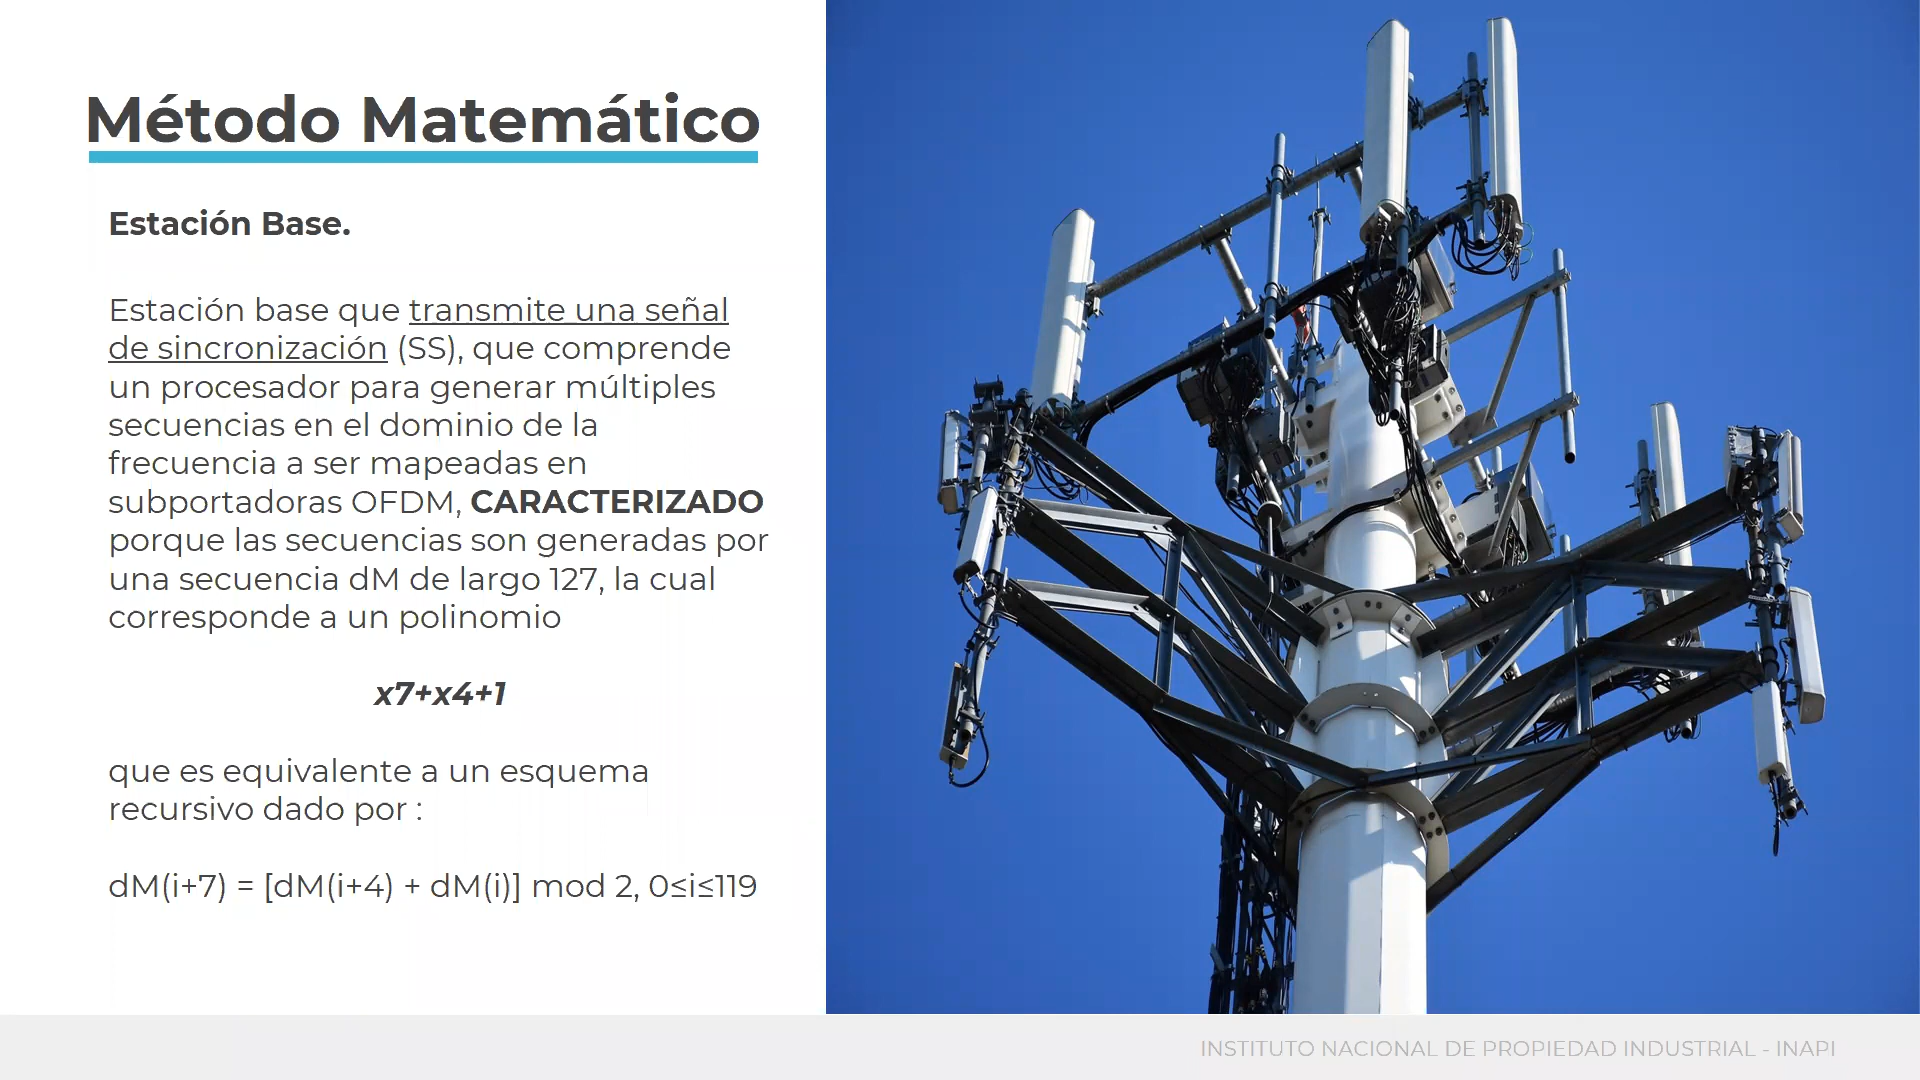 Método Matemático
Estación Base.
Estación base que transmite una señal
de sincronización (SS), que comprende
un procesador para generar múltiples
secuencias en el dominio de la
frecuencia a ser mapeadas en
subportadoras OFDM, CARACTERIZADO
porque las secuencias son generadas por
una secuencia dM de largo 127, la cual
corresponde a un polinomio
x7+x4+1
que es equivalente a un esquema
recursivo dado por :
dM(i+7) = [dM(i+4) + dM(i)] mod 2, 0≤i≤119
INSTITUTO NACIONAL DE PROPIEDAD INDUSTRIAL - INAPI